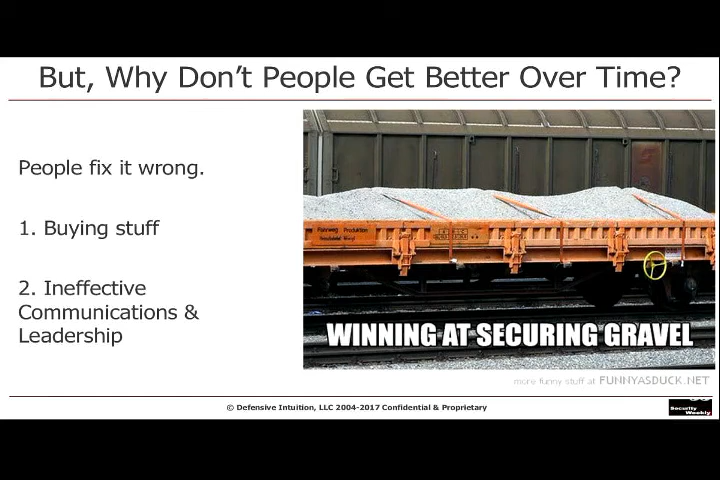 But, Why Don't People Get Better Over Time?
People fix it wrong.
1. Buying stuff
2. Ineffective
Communications &
Leadership
WINNING AT SECURING GRAVEL
more funny stuff at FUNNYASDUCK.NET
© Defensive Intuition, LLC 2004-2017 Confidential & Proprietary
Security
Weekly